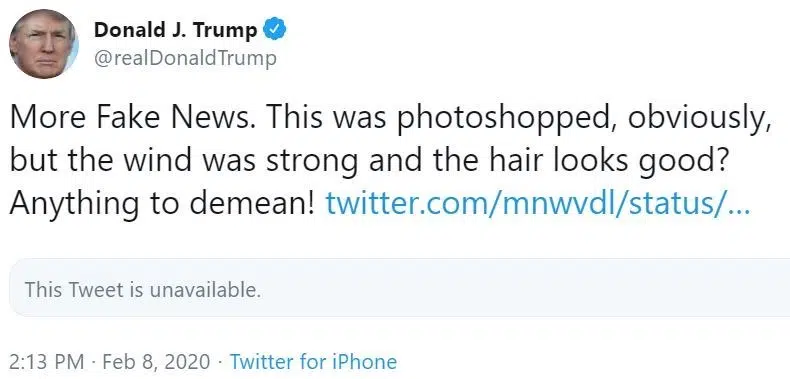 Donald J. Trump
@realDonaldTrump
More Fake News. This was photoshopped, obviously,
but the wind was strong and the hair looks good?
Anything to demean! twitter.com/mnwvdl/status/...
This Tweet is unavailable.
2:13 PM · Feb 8, 2020 · Twitter for iPhone